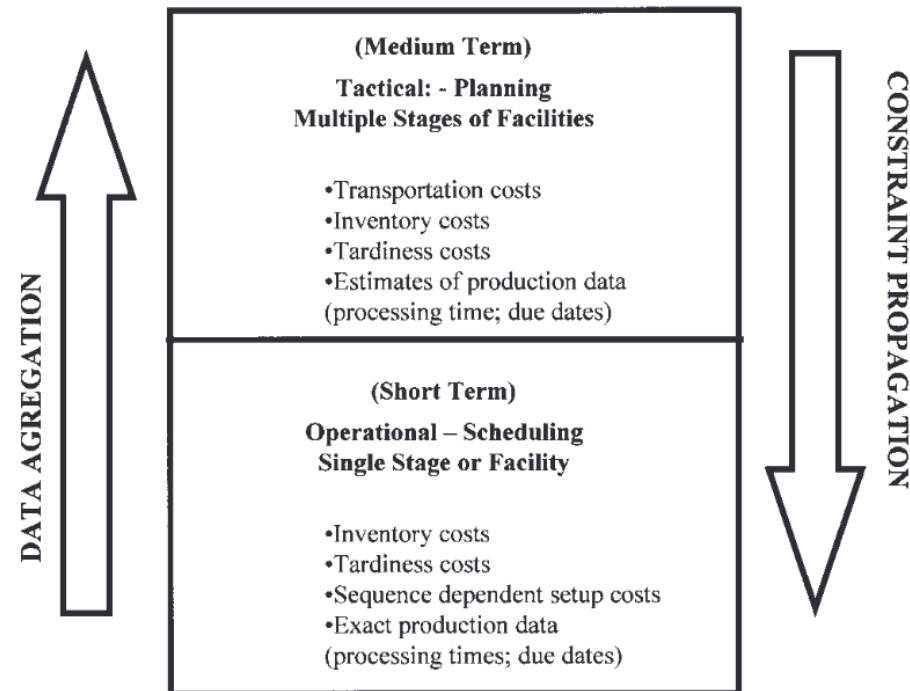 (Medium Term)
Tactical: - Planning
Multiple Stages of Facilities
•Transportation costs
•Inventory costs
•Tardiness costs
•Estimates of production data
(processing time; due dates)
(Short Term)
Operational – Scheduling
Single Stage or Facility
•Inventory costs
•Tardiness costs
•Sequence dependent setup costs
•Exact production data
(processing times; due dates)
DATA AGREGATION
CONSTRAINT PROPAGATION